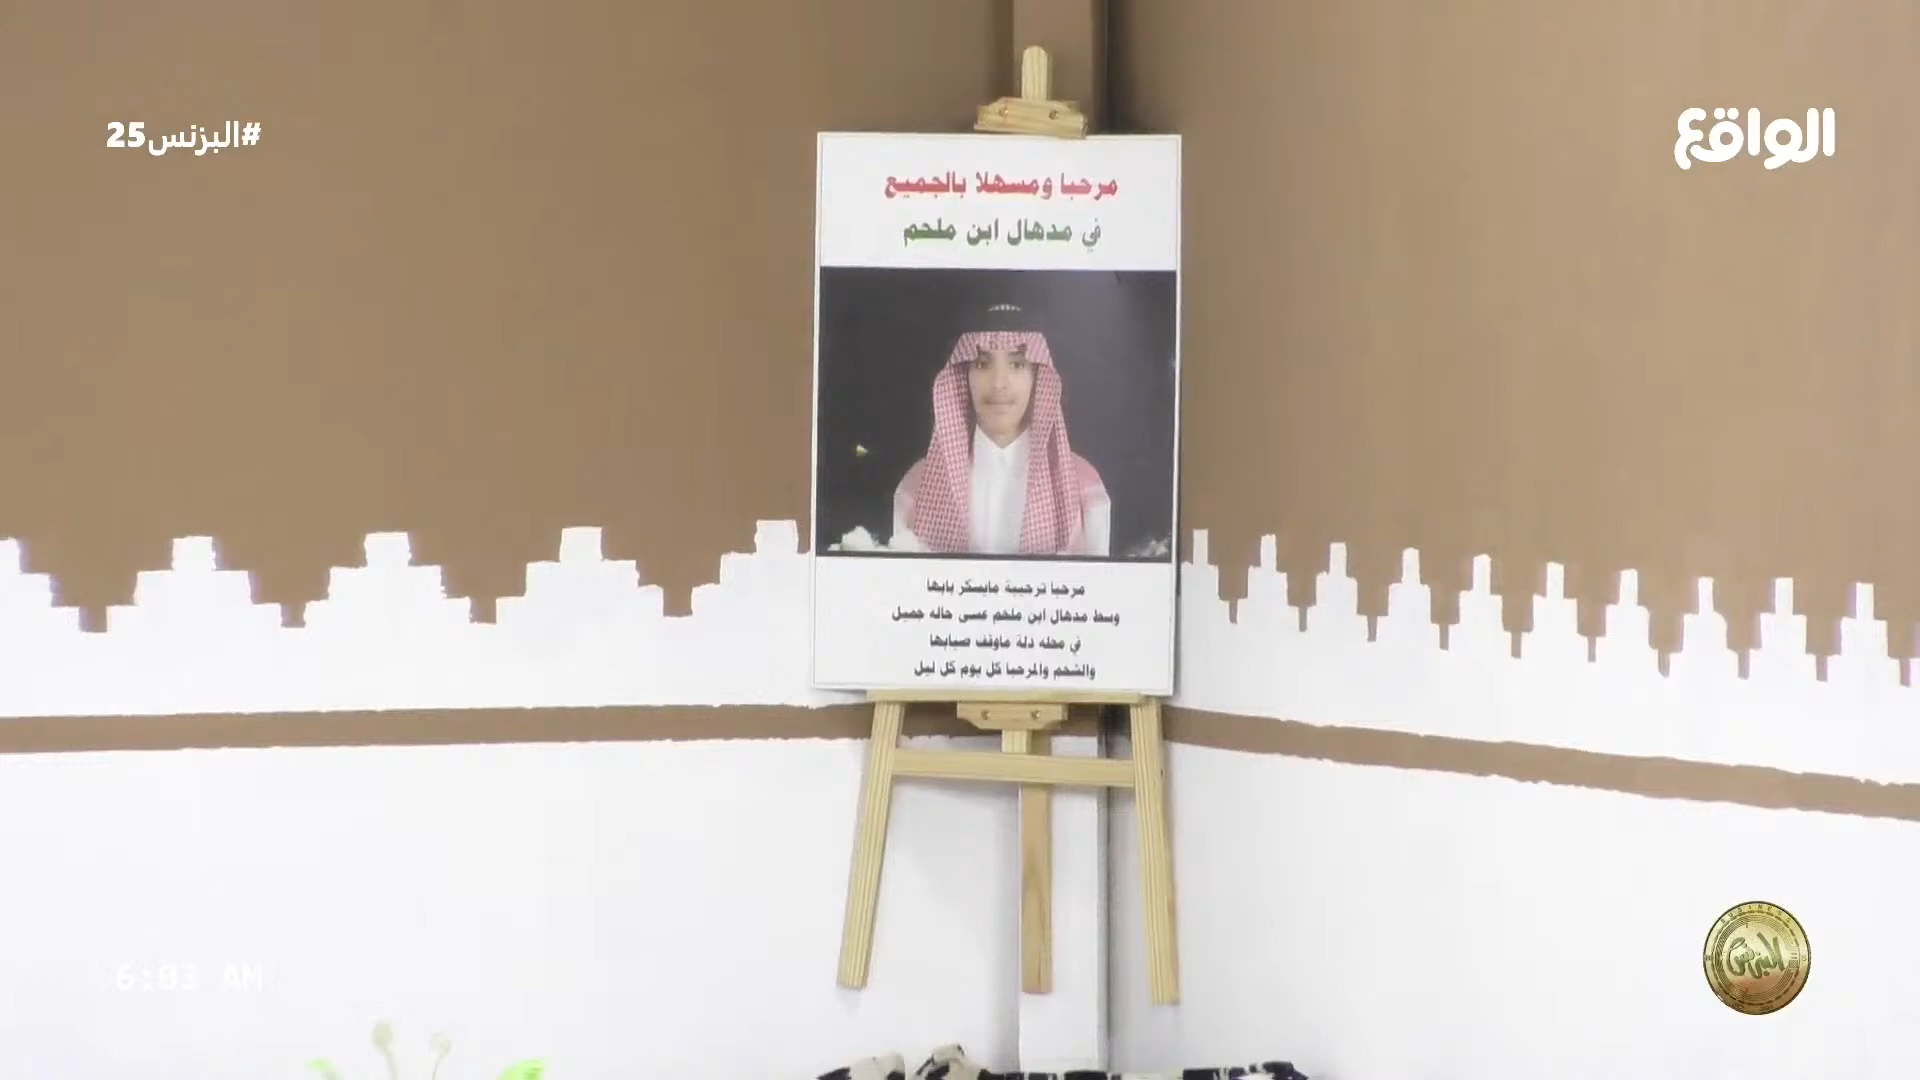 #البزنس25
الواقع
مرحبا ومسهلا بالجميع
في مدهال ابن ملحم
مرحبا ترحيبة مايسكر بابها
وسط مدهال ابن ملحم عسى حاله جميل
في محله دلة ماوقف صبابها
والشحم والمرحبا كل يوم كل ليل
6:03 AM
البزنس